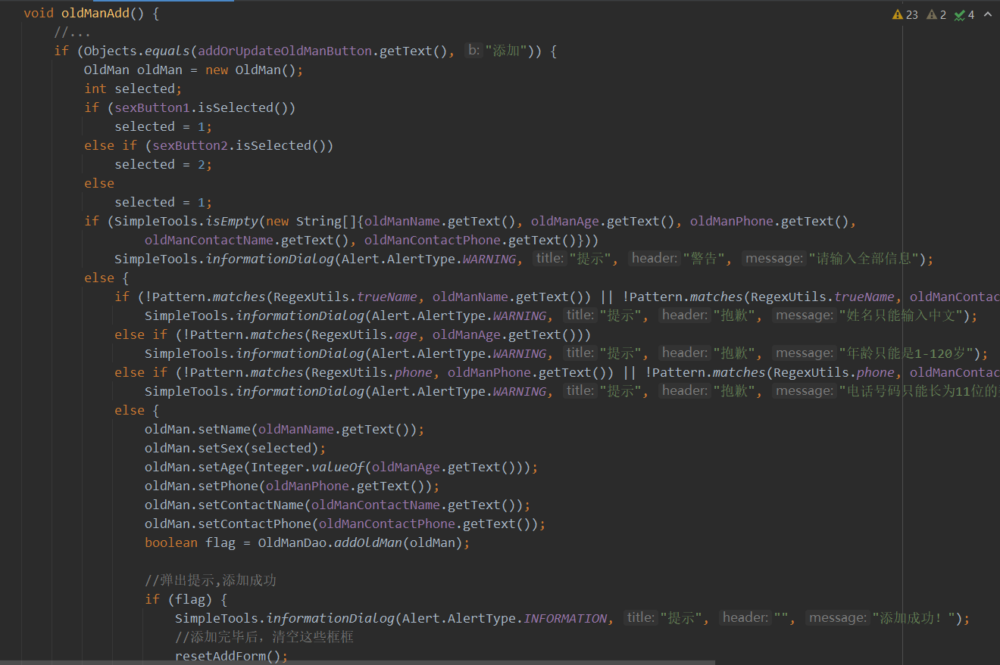 void oldManAdd() {
23 2 4
//...
if (Objects.equals(addOrUpdateOldManButton.getText(), b: "添加")) {
OldMan oldMan = new OldMan();
int selected;
if (sexButton1.isSelected())
selected = 1;
else if (sexButton2.isSelected())
selected = 2;
else
selected = 1;
if (SimpleTools.isEmpty(new String[]{oldManName.getText(), oldManAge.getText(), oldManPhone.getText(),
oldManContactName.getText(), oldManContactPhone.getText()}))
SimpleTools.informationDialog(Alert.AlertType.WARNING, title: "提示", header: "警告", message: "请输入全部信息");
else {
if (!Pattern.matches(RegexUtils.trueName, oldManName.getText()) || !Pattern.matches(RegexUtils.trueName, oldManContac
SimpleTools.informationDialog(Alert.AlertType.WARNING, title: "提示", header: "抱歉", message: "姓名只能输入中文");
else if (!Pattern.matches(RegexUtils.age, oldManAge.getText()))
SimpleTools.informationDialog(Alert.AlertType.WARNING, title: "提示", header: "抱歉", message: "年龄只能是1-120岁");
else if (!Pattern.matches(RegexUtils.phone, oldManPhone.getText()) || !Pattern.matches(RegexUtils.phone, oldManContac
SimpleTools.informationDialog(Alert.AlertType.WARNING, title: "提示", header: "抱歉", message: "电话号码只能长为11位的
else {
oldMan.setName(oldManName.getText());
oldMan.setSex(selected);
oldMan.setAge(Integer.valueOf(oldManAge.getText()));
oldMan.setPhone(oldManPhone.getText());
oldMan.setContactName(oldManContactName.getText());
oldMan.setContactPhone(oldManContactPhone.getText());
boolean flag = OldManDao.addOldMan(oldMan);
//弹出提示,添加成功
if (flag) {
SimpleTools.informationDialog(Alert.AlertType.INFORMATION, title: "提示", header: "", message: "添加成功！");
//添加完毕后，清空这些框框
resetAddForm();